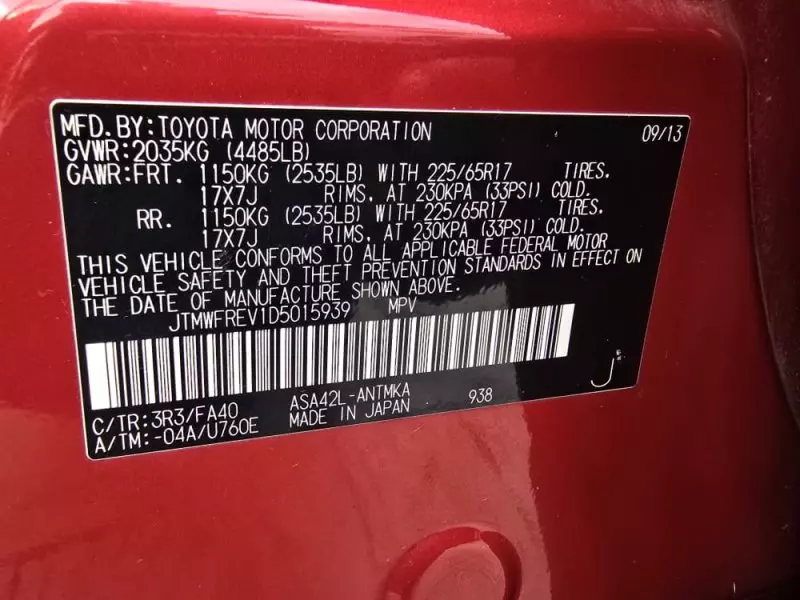 MFD.BY:TOYOTA MOTOR CORPORATION 09/13
GVWR:2035KG (4485LB)
GAWR:FRT. 1150KG (2535LB) WITH 225/65R17 TIRES.
17X7J RIMS, AT 230KPA (33PSI) COLD.
RR. 1150KG (2535LB) WITH 225/65R17 TIRES.
17X7J RIMS, AT 230KPA (33PSI) COLD.
THIS VEHICLE CONFORMS TO ALL APPLICABLE FEDERAL MOTOR
VEHICLE SAFETY AND THEFT PREVENTION STANDARDS IN EFFECT ON
THE DATE OF MANUFACTURE SHOWN ABOVE.
JTMWFREV1D5015939 MPV
J
C/TR:3R3/FA40 ASA42L-ANTMKA 938
A/TM:-04A/U760E MADE IN JAPAN